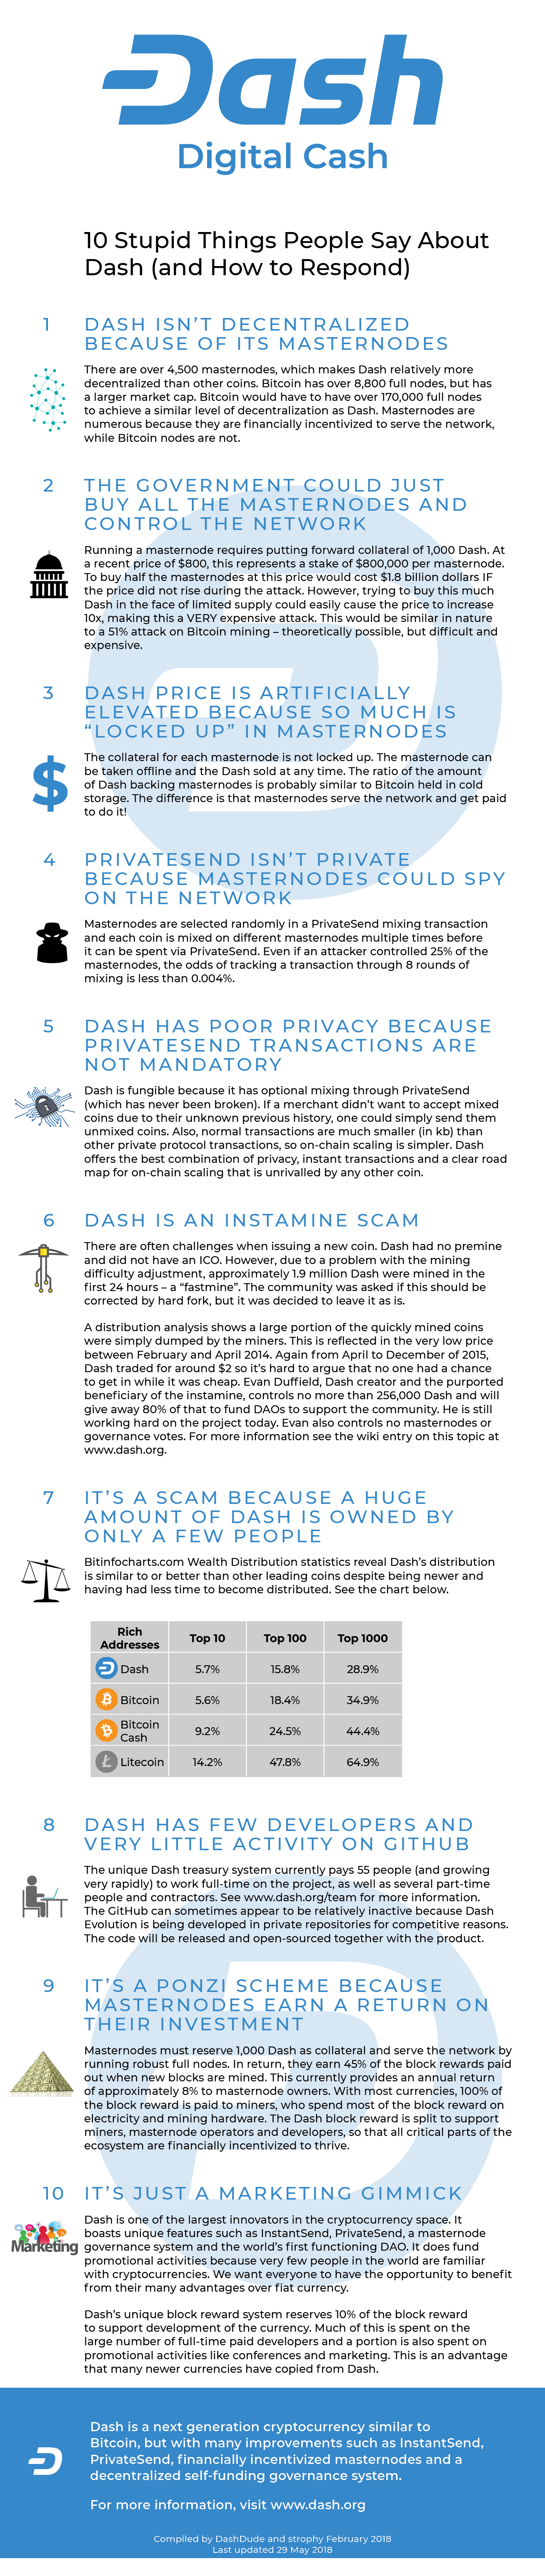 Dash
Digital Cash
10 Stupid Things People Say About
Dash (and How to Respond)
1
DASH ISN'T DECENTRALIZED
BECAUSE OF ITS MASTERNODES
There are over 4,500 masternodes, which makes Dash relatively more
decentralized than other coins. Bitcoin has over 8,800 full nodes, but has
a larger market cap. Bitcoin would have to have over 170,000 full nodes
to achieve a similar level of decentralization as Dash. Masternodes are
numerous because they are financially incentivized to serve the network,
while Bitcoin nodes are not.
2
THE GOVERNMENT COULD JUST
BUY ALL THE MASTERNODES AND
CONTROL THE NETWORK
Running a masternode requires putting forward collateral of 1,000 Dash. At
a recent price of $800, this represents a stake of $800,000 per masternode.
To buy half the masternodes at this price would cost $1.8 billion dollars IF
the price did not rise during the attack. However, trying to buy this much
Dash in the face of limited supply could easily cause the price to increase
10x, making this a VERY expensive attack. This would be similar in nature
to a 51% attack on Bitcoin mining – theoretically possible, but difficult and
expensive.
3
DASH PRICE IS ARTIFICIALLY
ELEVATED BECAUSE SO MUCH IS
“LOCKED UP” IN MASTERNODES
The collateral for each masternode is not locked up. The masternode can
be taken offline and the Dash sold at any time. The ratio of the amount
of Dash backing masternodes is probably similar to Bitcoin held in cold
storage. The difference is that masternodes serve the network and get paid
to do it!
4
PRIVATESEND ISN'T PRIVATE
BECAUSE MASTERNODES COULD SPY
ON THE NETWORK
Masternodes are selected randomly in a PrivateSend mixing transaction
and each coin is mixed on different masternodes multiple times before
it can be spent via PrivateSend. Even if an attacker controlled 25% of the
masternodes, the odds of tracking a transaction through 8 rounds of
mixing is less than 0.004%.
5
DASH HAS POOR PRIVACY BECAUSE
PRIVATESEND TRANSACTIONS ARE
NOT MANDATORY
Dash is fungible because it has optional mixing through PrivateSend
(which has never been broken). If a merchant didn't want to accept mixed
coins due to their unknown previous history, one could simply send them
unmixed coins. Also, normal transactions are much smaller (in kb) than
other private protocol transactions, so on-chain scaling is simpler. Dash
offers the best combination of privacy, instant transactions and a clear road
map for on-chain scaling that is unrivalled by any other coin.
6
DASH IS AN INSTAMINE SCAM
There are often challenges when issuing a new coin. Dash had no premine
and did not have an ICO. However, due to a problem with the mining
difficulty adjustment, approximately 1.9 million Dash were mined in the
first 24 hours – a “fastmine”. The community was asked if this should be
corrected by hard fork, but it was decided to leave it as is.
A distribution analysis shows a large portion of the quickly mined coins
were simply dumped by the miners. This is reflected in the very low price
between February and April 2014. Again from April to December of 2015,
Dash traded for around $2 so it's hard to argue that no one had a chance
to get in while it was cheap. Evan Duffield, Dash creator and the purported
beneficiary of the instamine, controls no more than 256,000 Dash and will
give away 80% of that to fund DAOs to support the community. He is still
working hard on the project today. Evan also controls no masternodes or
governance votes. For more information see the wiki entry on this topic at
www.dash.org.
7
IT'S A SCAM BECAUSE A HUGE
AMOUNT OF DASH IS OWNED BY
ONLY A FEW PEOPLE
Bitinfocharts.com Wealth Distribution statistics reveal Dash's distribution
is similar to or better than other leading coins despite being newer and
having had less time to become distributed. See the chart below.
Rich Addresses Top 10 Top 100 Top 1000
Dash 5.7% 15.8% 28.9%
Bitcoin 5.6% 18.4% 34.9%
Bitcoin Cash 9.2% 24.5% 44.4%
Litecoin 14.2% 47.8% 64.9%
8
DASH HAS FEW DEVELOPERS AND
VERY LITTLE ACTIVITY ON GITHUB
The unique Dash treasury system currently pays 55 people (and growing
very rapidly) to work full-time on the project, as well as several part-time
people and contractors. See www.dash.org/team for more information.
The GitHub can sometimes appear to be relatively inactive because Dash
Evolution is being developed in private repositories for competitive reasons.
The code will be released and open-sourced together with the product.
9
IT'S A PONZI SCHEME BECAUSE
MASTERNODES EARN A RETURN ON
THEIR INVESTMENT
Masternodes must reserve 1,000 Dash as collateral and serve the network by
running robust full nodes. In return, they earn 45% of the block rewards paid
out when new blocks are mined. This currently provides an annual return
of approximately 8% to masternode owners. With most currencies, 100% of
the block reward is paid to miners, who spend most of the block reward on
electricity and mining hardware. The Dash block reward is split to support
miners, masternode operators and developers, so that all critical parts of the
ecosystem are financially incentivized to thrive.
10
IT'S JUST A MARKETING GIMMICK
Marketing
Dash is one of the largest innovators in the cryptocurrency space. It
boasts unique features such as InstantSend, PrivateSend, a masternode
governance system and the world's first functioning DAO. It does fund
promotional activities because very few people in the world are familiar
with cryptocurrencies. We want everyone to have the opportunity to benefit
from their many advantages over fiat currency.
Dash's unique block reward system reserves 10% of the block reward
to support development of the currency. Much of this is spent on the
large number of full-time paid developers and a portion is also spent on
promotional activities like conferences and marketing. This is an advantage
that many newer currencies have copied from Dash.
Dash is a next generation cryptocurrency similar to
Bitcoin, but with many improvements such as InstantSend,
PrivateSend, financially incentivized masternodes and a
decentralized self-funding governance system.
For more information, visit www.dash.org
Compiled by DashDude and strophy February 2018
Last updated 29 May 2018